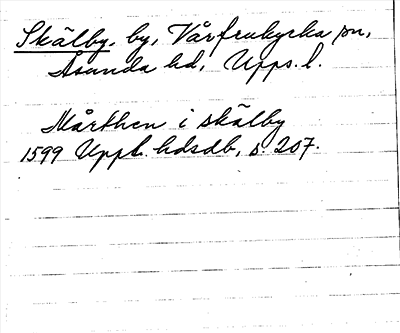 Skälby, by, Vårfrukyrka sn,
Åsunda hd, Upps. l.
Mårthen i skälby
1599 Uppl. hdsdb, s. 207.